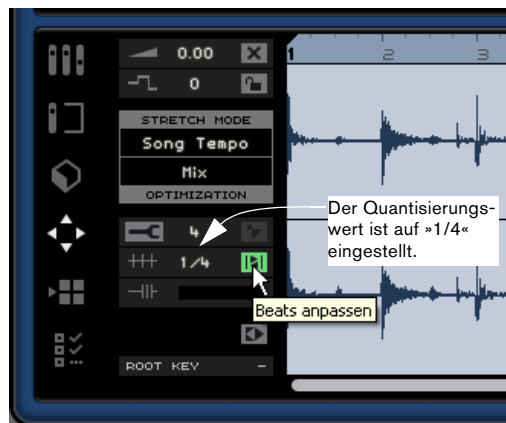 0.00
1 2 3
0
STRETCH MODE
Song Tempo
Mix
OPTIMIZATION
4
1/4
Der Quantisierungs-
wert ist auf »1/4«
eingestellt.
Beats anpassen
ROOT KEY –